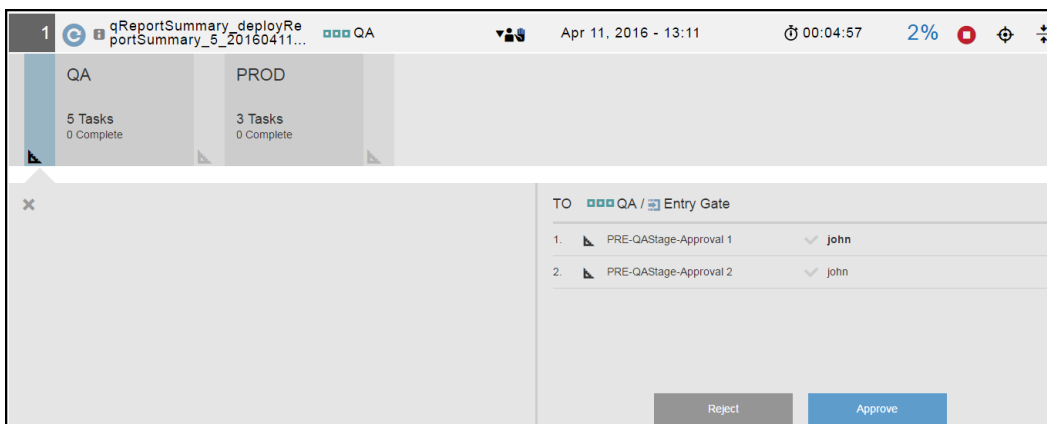 1 qReportSummary_deployRe
portSummary_5_20160411... QA Apr 11, 2016 - 13:11 00:04:57 2%
QA PROD
5 Tasks 3 Tasks
0 Complete 0 Complete
TO QA / Entry Gate
1. PRE-QAStage-Approval 1 john
2. PRE-QAStage-Approval 2 john
Reject Approve